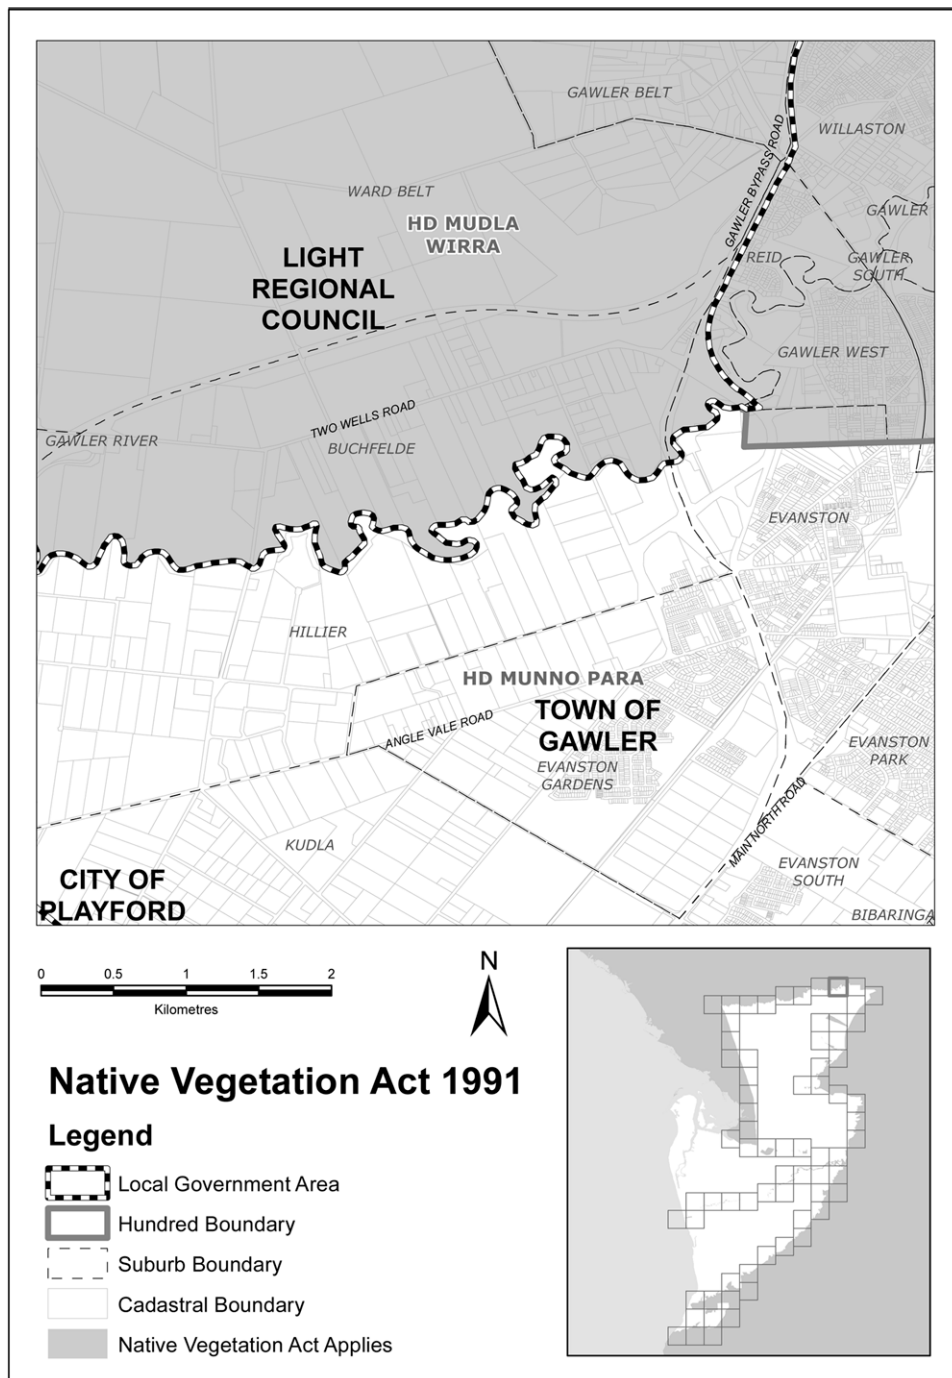 GAWLER BELT
WILLASTON
GAWLER BYPASS ROAD
WARD BELT
HD MUDLA
WIRRA
GAWLER
LIGHT
REGIONAL
COUNCIL
REID
GAWLER
SOUTH
GAWLER WEST
TWO WELLS ROAD
GAWLER RIVER
BUCHFELDE
EVANSTON
HILLIER
HD MUNNO PARA
TOWN OF
GAWLER
ANGLE VALE ROAD
EVANSTON
GARDENS
EVANSTON
PARK
MAIN NORTH ROAD
KUDLA
EVANSTON
SOUTH
CITY OF
PLAYFORD
BIBARINGA
0 0.5 1 1.5 2
Kilometres
N
Native Vegetation Act 1991
Legend
Local Government Area
Hundred Boundary
Suburb Boundary
Cadastral Boundary
Native Vegetation Act Applies